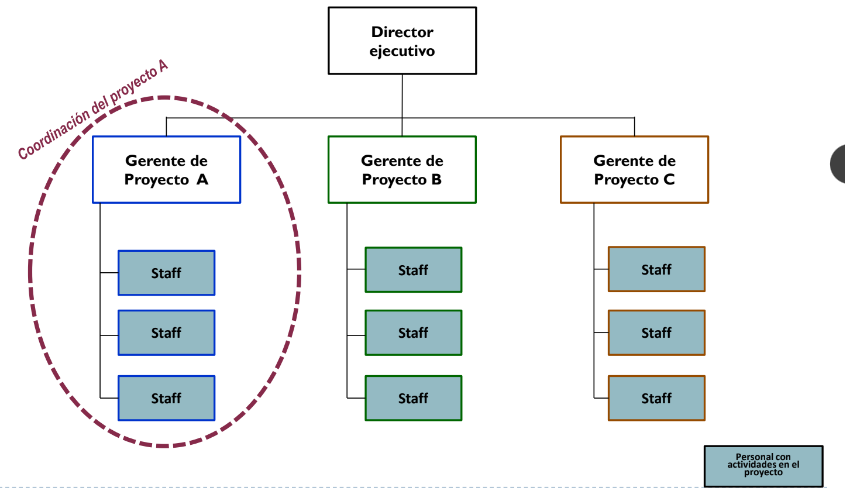 Director
ejecutivo
Coordinación del proyecto A
Gerente de
Proyecto A
Gerente de
Proyecto B
Gerente de
Proyecto C
Staff
Staff
Staff
Staff
Staff
Staff
Staff
Staff
Staff
Personal con
actividades en el
proyecto